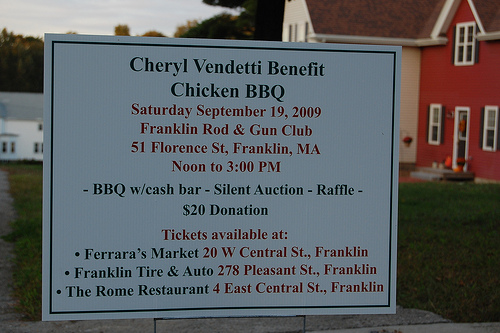 Cheryl Vendetti Benefit
Chicken BBQ
Saturday September 19, 2009
Franklin Rod & Gun Club
51 Florence St, Franklin, MA
Noon to 3:00 PM
- BBQ w/cash bar - Silent Auction - Raffle -
$20 Donation
Tickets available at:
• Ferrara's Market 20 W Central St., Franklin
• Franklin Tire & Auto 278 Pleasant St., Franklin
• The Rome Restaurant 4 East Central St., Franklin